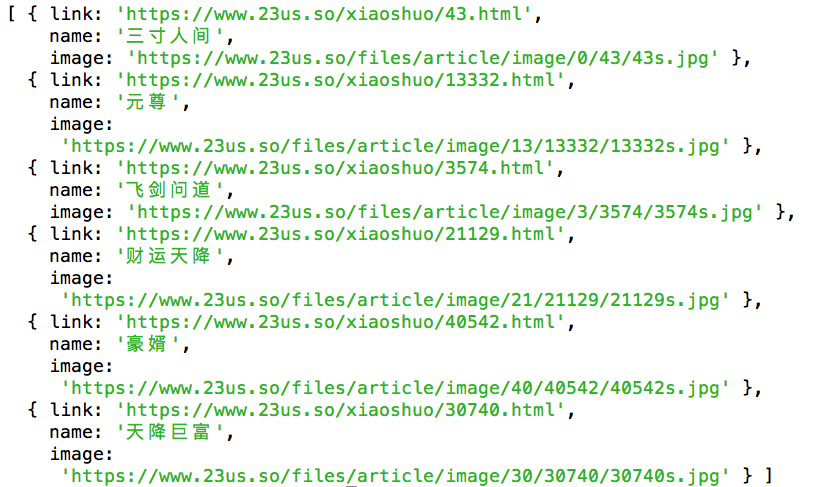 [ { link: 'https://www.23us.so/xiaoshuo/43.html',
name: '三寸人间',
image: 'https://www.23us.so/files/article/image/0/43/43s.jpg' },
{ link: 'https://www.23us.so/xiaoshuo/13332.html',
name: '元尊',
image:
'https://www.23us.so/files/article/image/13/13332/13332s.jpg' },
{ link: 'https://www.23us.so/xiaoshuo/3574.html',
name: '飞剑问道',
image: 'https://www.23us.so/files/article/image/3/3574/3574s.jpg' },
{ link: 'https://www.23us.so/xiaoshuo/21129.html',
name: '财运天降',
image:
'https://www.23us.so/files/article/image/21/21129/21129s.jpg' },
{ link: 'https://www.23us.so/xiaoshuo/40542.html',
name: '豪婿',
image:
'https://www.23us.so/files/article/image/40/40542/40542s.jpg' },
{ link: 'https://www.23us.so/xiaoshuo/30740.html',
name: '天降巨富',
image:
'https://www.23us.so/files/article/image/30/30740/30740s.jpg' } ]